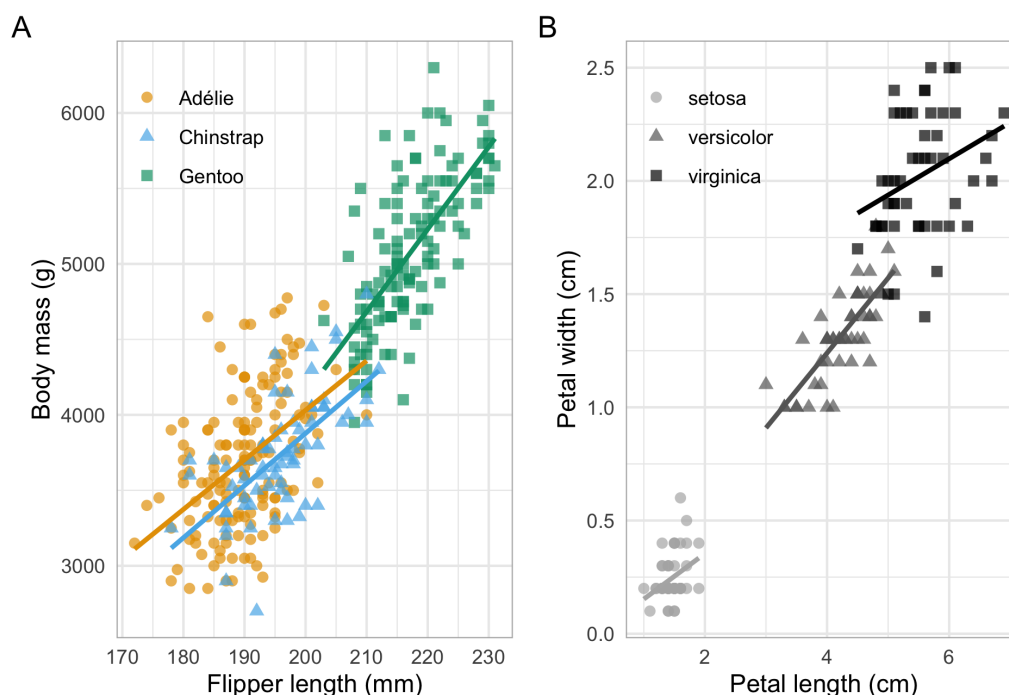 A
Adélie
Chinstrap
Gentoo
6000
5000
4000
3000
Body mass (g)
170 180 190 200 210 220 230
Flipper length (mm)
B
setosa
versicolor
virginica
2.5
2.0
1.5
1.0
0.5
0.0
Petal width (cm)
2 4 6
Petal length (cm)